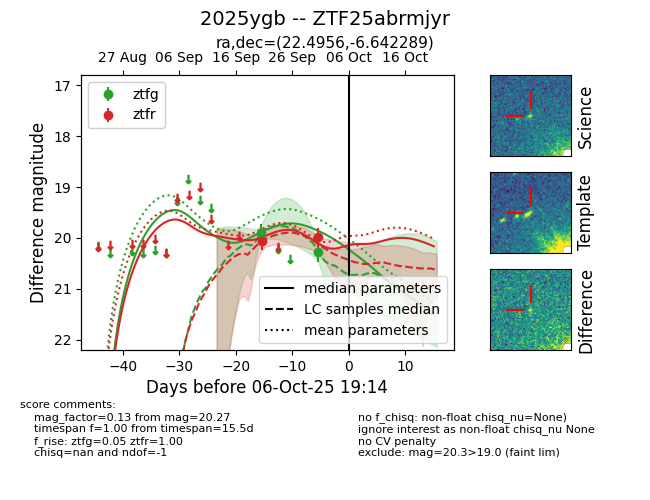 2025ygb -- ZTF25abrmjyr
ra,dec=(22.4956,-6.642289)
27 Aug 06 Sep 16 Sep 26 Sep 06 Oct 16 Oct
ztfg
ztfr
17
18
19
20
21
22
Difference magnitude
median parameters
LC samples median
mean parameters
−40 −30 −20 −10 0 10
Days before 06-Oct-25 19:14
Science
Template
Difference
score comments:
mag_factor=0.13 from mag=20.27
timespan f=1.00 from timespan=15.5d
f_rise: ztfg=0.05 ztfr=1.00
chisq=nan and ndof=-1
no f_chisq: non-float chisq_nu=None)
ignore interest as non-float chisq_nu None
no CV penalty
exclude: mag=20.3>19.0 (faint lim)